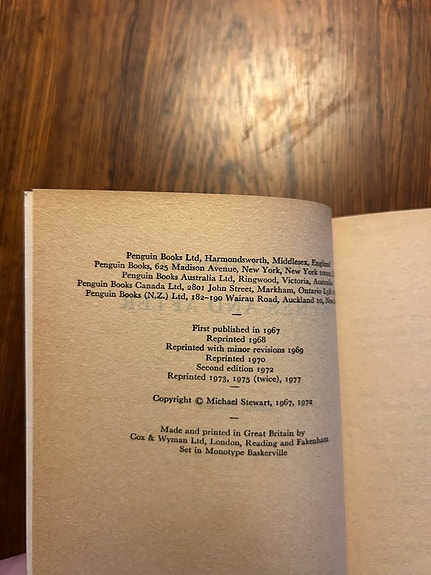 Penguin Books Ltd, Harmondsworth, Middlesex, England
Penguin Books, 625 Madison Avenue, New York, New York
Penguin Books Australia Ltd, Ringwood, Victoria, Australia
Penguin Books Canada Ltd, 2801 John Street, Markham, Ontario
Penguin Books (N.Z.) Ltd, 182–190 Wairau Road, Auckland 10,
First published in 1967
Reprinted 1968
Reprinted with minor revisions 1969
Reprinted 1970
Second edition 1972
Reprinted 1973, 1975 (twice), 1977
Copyright © Michael Stewart, 1967, 1972
Made and printed in Great Britain by
Cox & Wyman Ltd, London, Reading and Fakenham
Set in Monotype Baskerville